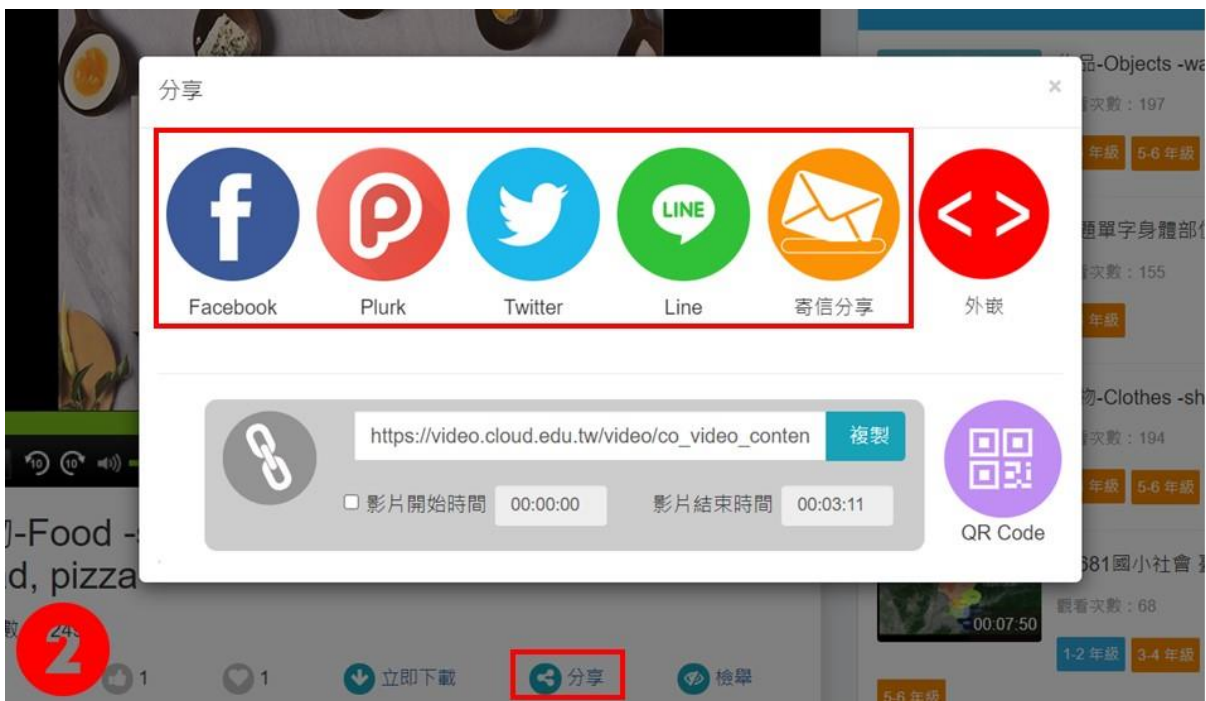 分享
×
LINE
Facebook
Plurk
Twitter
Line
寄信分享
外嵌
https://video.cloud.edu.tw/video/co_video_conten
複製
影片開始時間
00:00:00
影片結束時間
00:03:11
QR Code
-Food -
d, pizza
2
1
1
立即下載
分享
檢舉
品-Objects -wa
次數：197
年級
5-6 年級
題單字身體部位
次數：155
年級
物-Clothes -sh
次數：194
年級
5-6 年級
681國小社會
觀看次數：68
00:07:50
1-2 年級
3-4 年級
5-6 年級